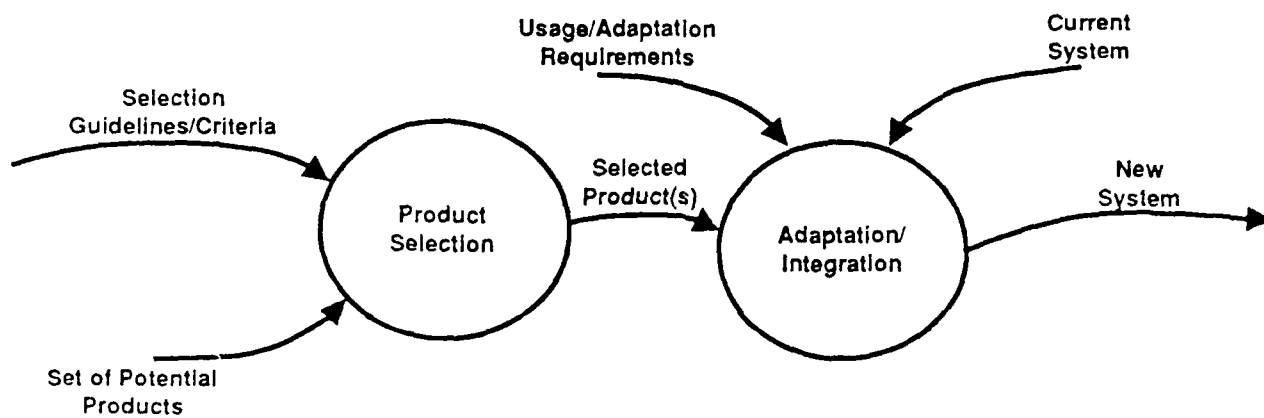 Usage/Adaptation
Requirements
Current
System
Selection
Guidelines/Criteria
Selected
Product(s)
New
System
Product
Selection
Adaptation/
Integration
Set of Potential
Products